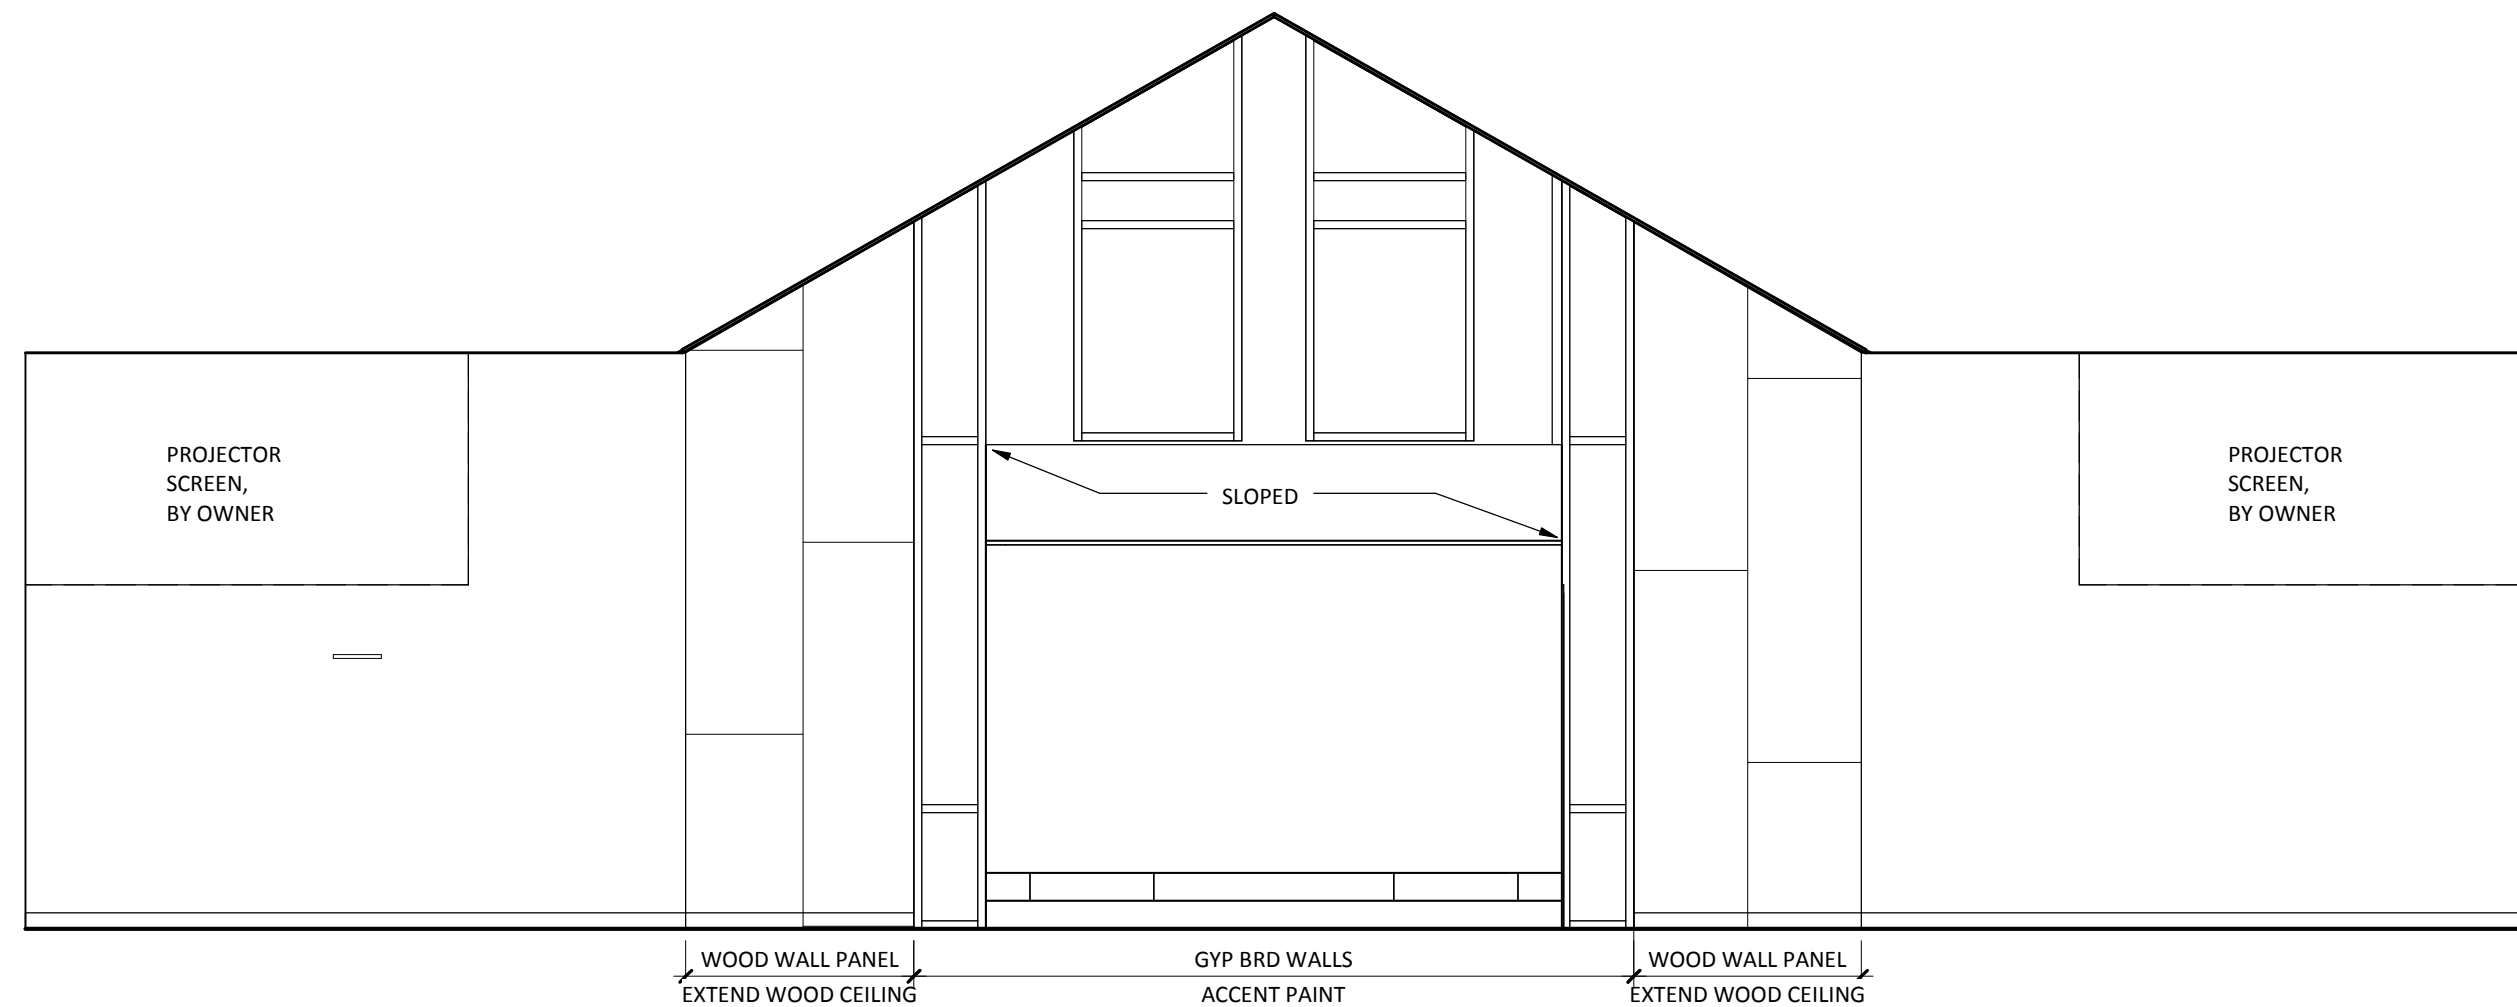 PROJECTOR
SCREEN,
BY OWNER
SLOPED
PROJECTOR
SCREEN,
BY OWNER
WOOD WALL PANEL
EXTEND WOOD CEILING
GYP BRD WALLS
ACCENT PAINT
WOOD WALL PANEL
EXTEND WOOD CEILING